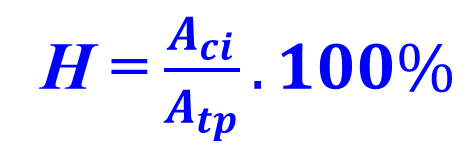 H = A_ci / A_tp . 100%